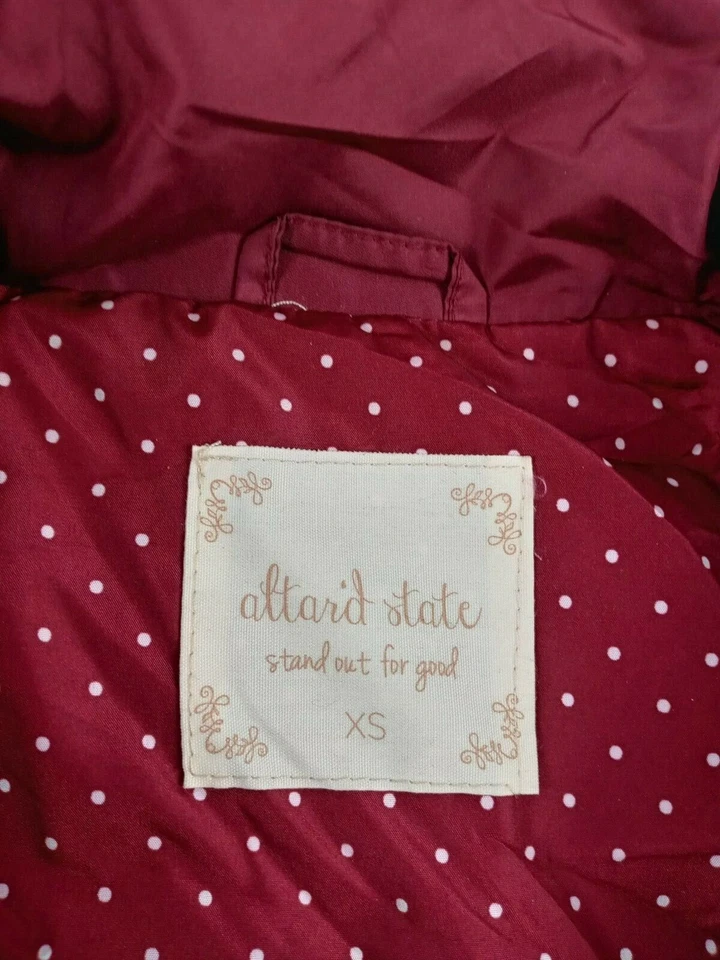 altar'd state
stand out for good
XS